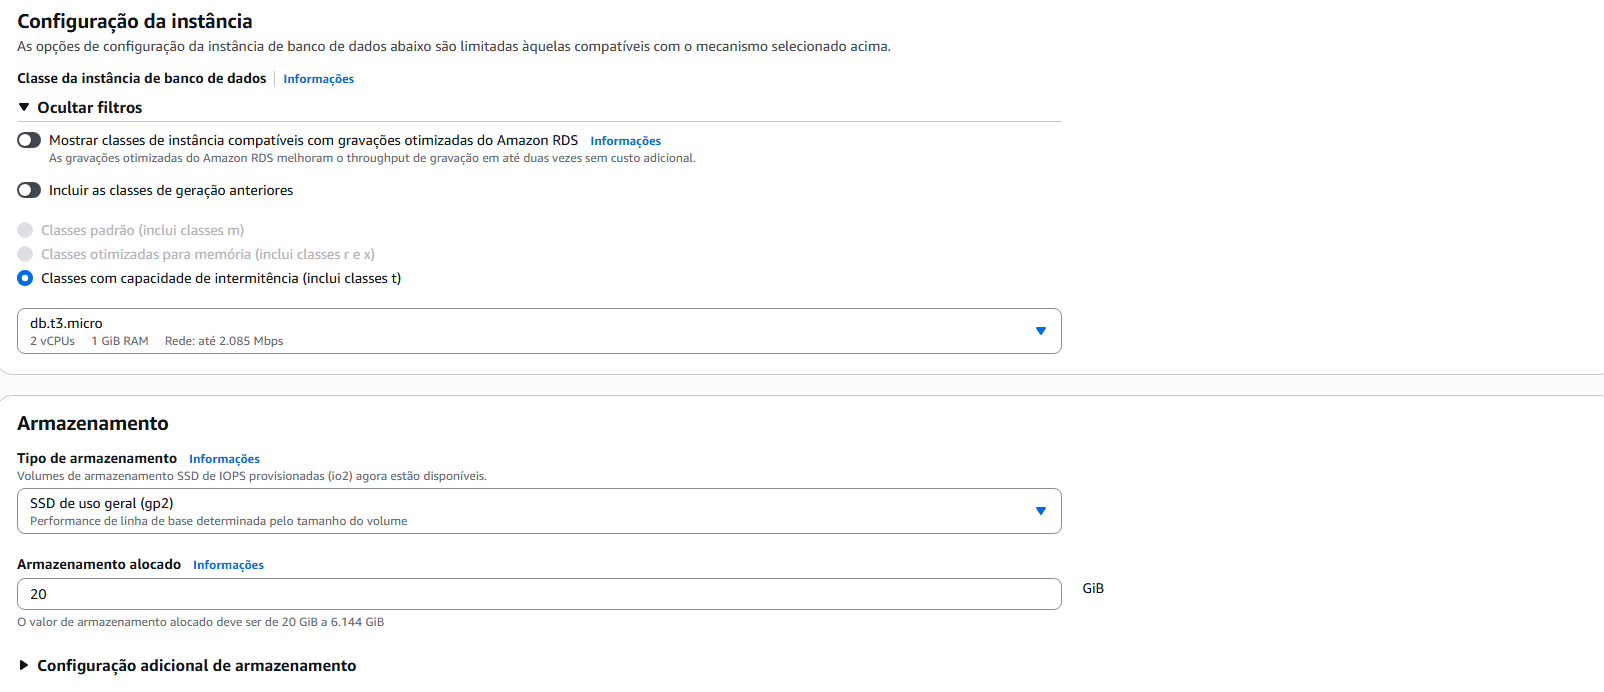 Configuração da instância
As opções de configuração da instância de banco de dados abaixo são limitadas àquelas compatíveis com o mecanismo selecionado acima.
Classe da instância de banco de dados Informações
Ocultar filtros
Mostrar classes de instância compatíveis com gravações otimizadas do Amazon RDS Informações
As gravações otimizadas do Amazon RDS melhoram o throughput de gravação em até duas vezes sem custo adicional.
Incluir as classes de geração anteriores
Classes padrão (inclui classes m)
Classes otimizadas para memória (inclui classes r e x)
Classes com capacidade de intermitência (inclui classes t)
db.t3.micro
2 vCPUs 1 GiB RAM Rede: até 2.085 Mbps
Armazenamento
Tipo de armazenamento Informações
Volumes de armazenamento SSD de IOPS provisionadas (io2) agora estão disponíveis.
SSD de uso geral (gp2)
Performance de linha de base determinada pelo tamanho do volume
Armazenamento alocado Informações
20 GiB
O valor de armazenamento alocado deve ser de 20 GiB a 6.144 GiB
Configuração adicional de armazenamento